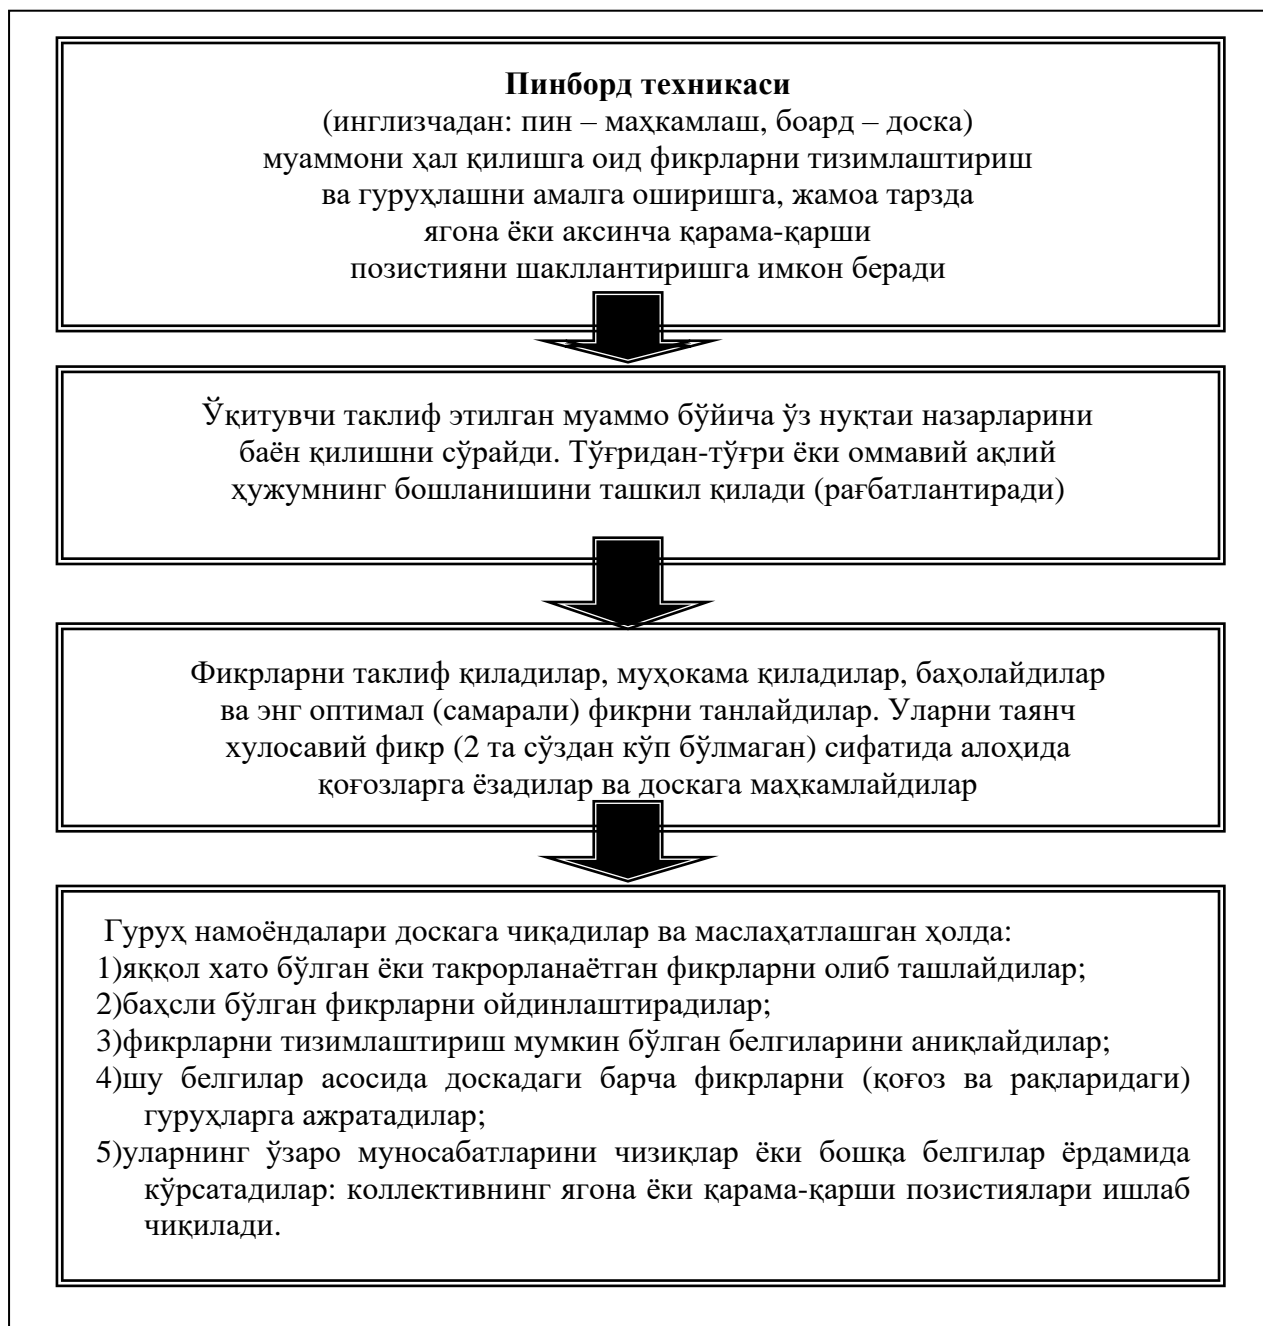 Пинборд техникаси
(инглизчадан: пин – маҳкамлаш, боард – доска)
муаммони ҳал қилишга оид фикрларни тизимлаштириш
ва гуруҳлашни амалга оширишга, жамоа тарзда
ягона ёки аксинча қарама-қарши
позистияни шакллантиришга имкон беради
Ўқитувчи таклиф этилган муаммо бўйича ўз нуқтаи назарларини
баён қилишни сўрайди. Тўғридан-тўғри ёки оммавий ақлий
ҳужумнинг бошланишини ташкил қилади (рағбатлантиради)
Фикрларни таклиф қиладилар, муҳокама қиладилар, баҳолайдилар
ва энг оптимал (самарали) фикрни танлайдилар. Уларни таянч
хулосавий фикр (2 та сўздан кўп бўлмаган) сифатида алоҳида
қоғозларга ёзадилар ва доскага маҳкамлайдилар
Гуруҳ намоёндалари доскага чиқадилар ва маслаҳатлашган ҳолда:
1)яққол хато бўлган ёки такрорланаётган фикрларни олиб ташлайдилар;
2)баҳсли бўлган фикрларни ойдинлаштирадилар;
3)фикрларни тизимлаштириш мумкин бўлган белгиларини аниқлайдилар;
4)шу белгилар асосида доскадаги барча фикрларни (қоғоз ва рақларидаги)
гуруҳларга ажратадилар;
5)уларнинг ўзаро муносабатларини чизиқлар ёки бошқа белгилар ёрдамида
кўрсатадилар: коллективнинг ягона ёки қарама-қарши позистиялари ишлаб
чиқилади.